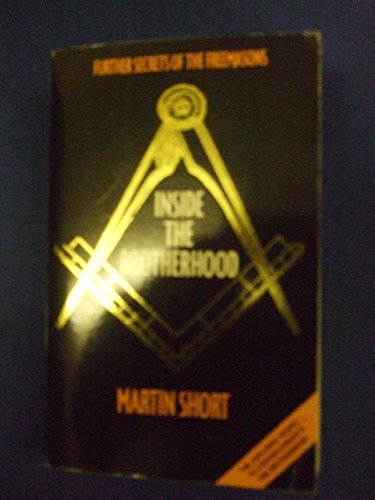 FURTHER SECRETS OF THE FREEMASONS
INSIDE
THE
BROTHERHOOD
MARTIN SHORT